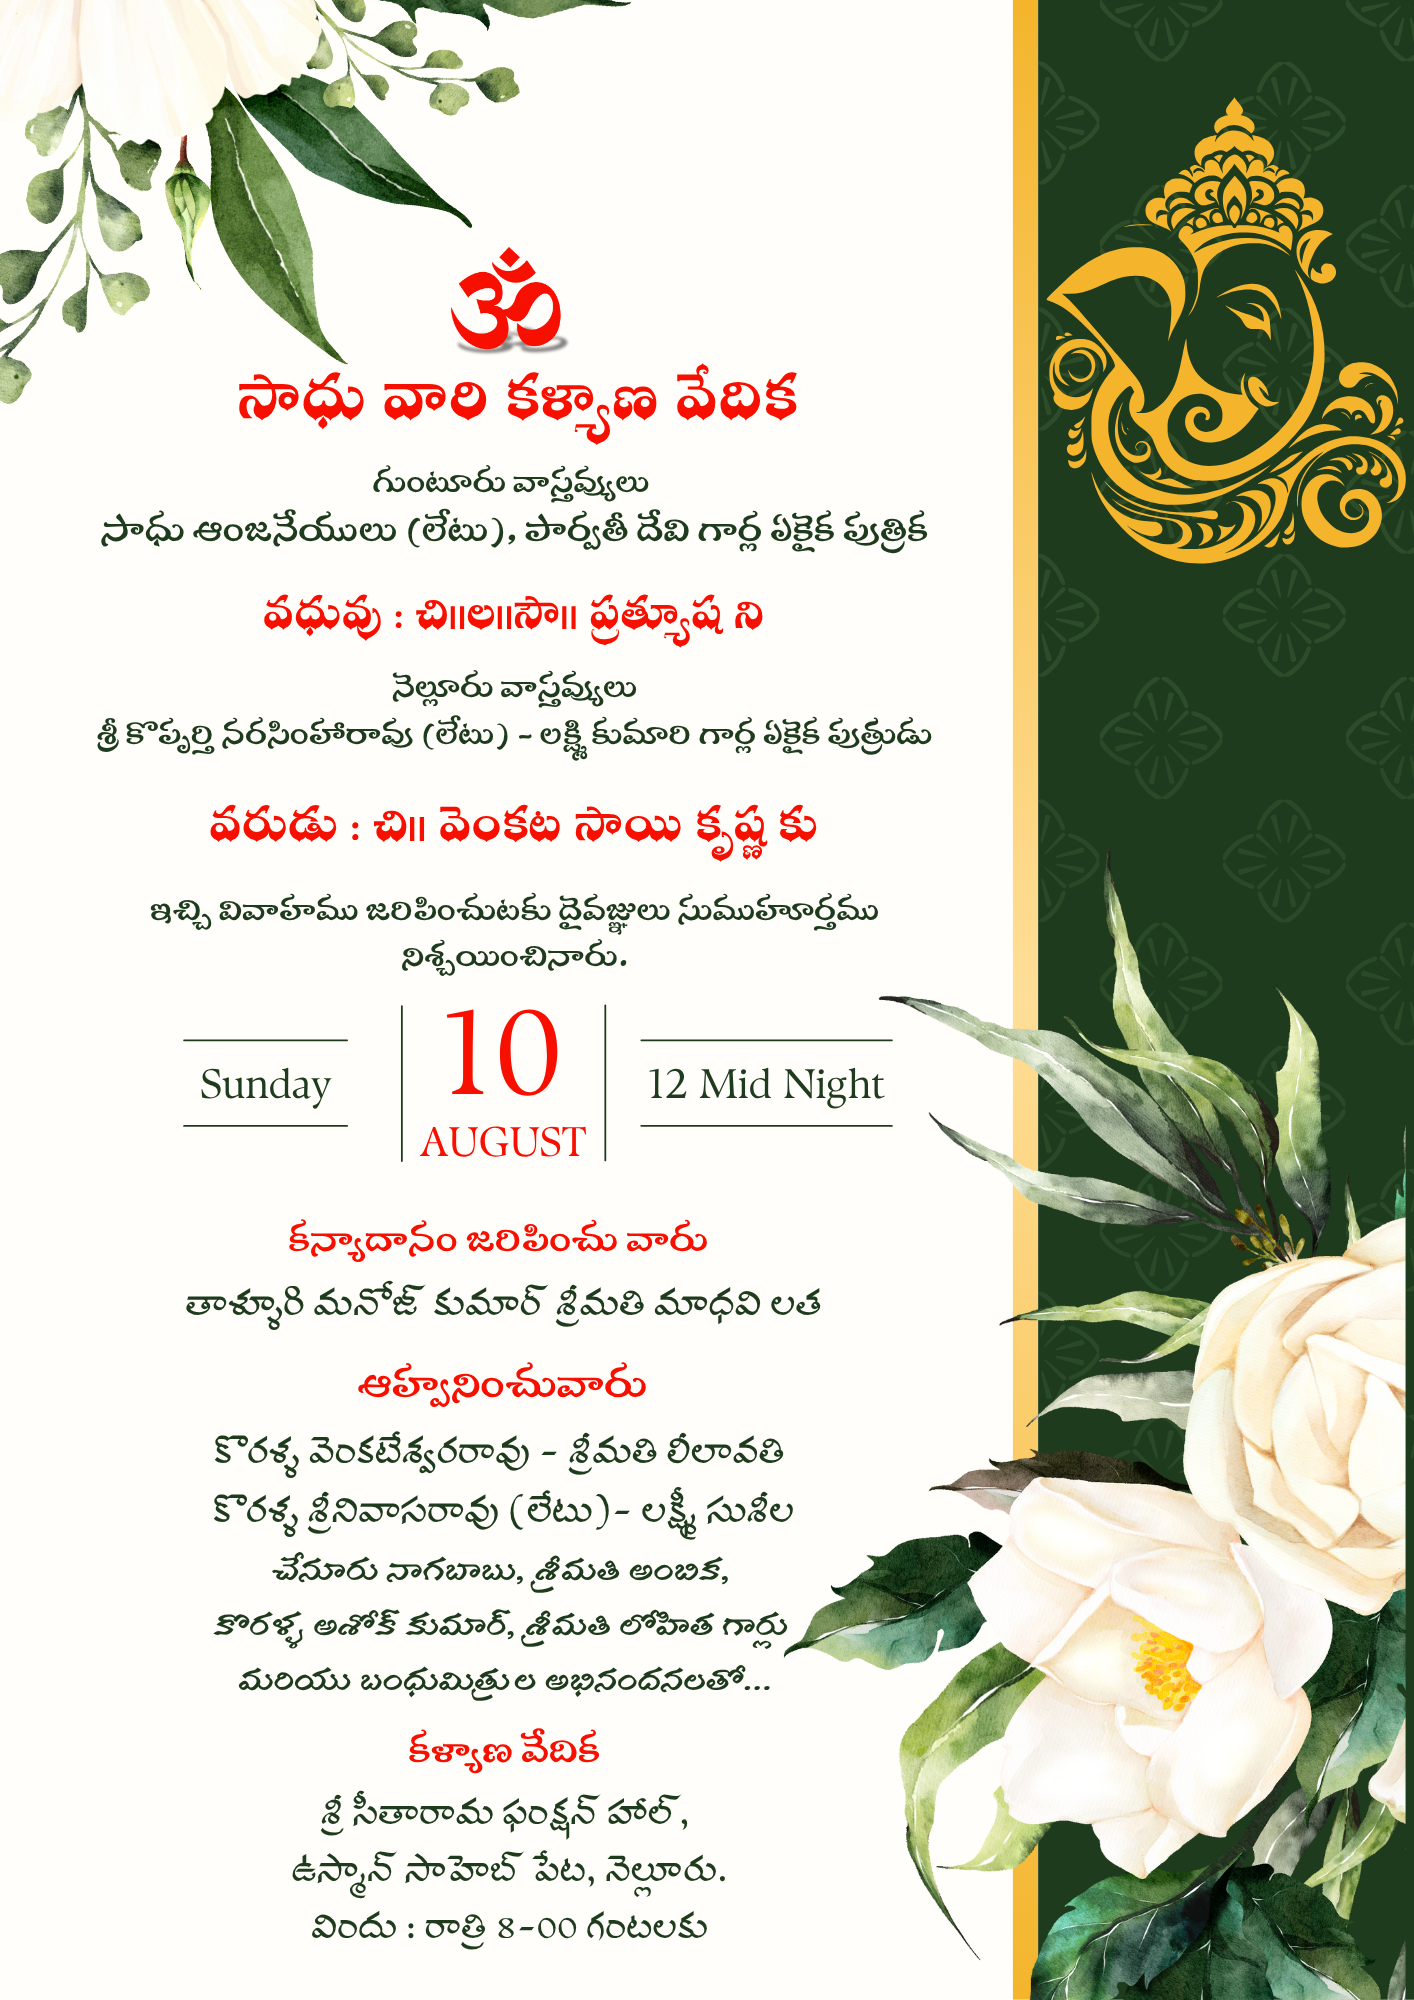 ॐ
సాధు వారి కళ్యాణ వేదిక
గుంటూరు వాస్తవ్యులు
సాధు ఆంజనేయులు (లేటు), పార్వతీ దేవి గార్ల ఏకైక పుత్రిక
వధువు : చి॥ల॥సౌ॥ ప్రత్యూష ని
నెల్లూరు వాస్తవ్యులు
శ్రీ కొప్పర్తి నరసింహారావు (లేటు) - లక్ష్మి కుమారి గార్ల ఏకైక పుత్రుడు
వరుడు : చి॥ వెంకట సాయి కృష్ణ కు
ఇచ్చి వివాహము జరిపించుటకు దైవజ్ఞులు సుముహూర్తము
నిశ్చయించినారు.
Sunday
10
AUGUST
12 Mid Night
కన్యాదానం జరిపించు వారు
తాళ్ళూరి మనోజ్ కుమార్ శ్రీమతి మాధవి లత
ఆహ్వనించువారు
కొరళ్ళ వెంకటేశ్వరరావు - శ్రీమతి లీలావతి
కొరళ్ళ శ్రీనివాసరావు (లేటు)- లక్ష్మీ సుశీల
చేనూరు నాగబాబు, శ్రీమతి అంబిక,
కొరళ్ళ అశోక్ కుమార్, శ్రీమతి లోహిత గార్లు
మరియు బంధుమిత్రుల అభినందనలతో...
కళ్యాణ వేదిక
శ్రీ సీతారామ ఫంక్షన్ హాల్,
ఉస్మాన్ సాహెబ్ పేట, నెల్లూరు.
విందు : రాత్రి 8-00 గంటలకు